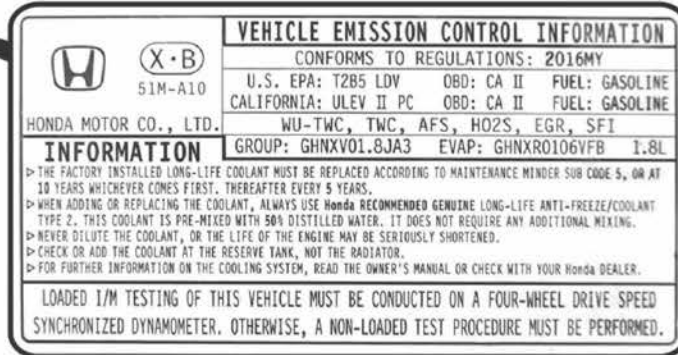 VEHICLE EMISSION CONTROL INFORMATION
CONFORMS TO REGULATIONS: 2016MY
X·B
51M-A10
U.S. EPA: T2B5 LDV OBD: CA II FUEL: GASOLINE
CALIFORNIA: ULEV II PC OBD: CA II FUEL: GASOLINE
HONDA MOTOR CO., LTD.
WU-TWC, TWC, AFS, HO2S, EGR, SFI
GROUP: GHNXV01.8JA3 EVAP: GHNXR0106VFB 1.8L
INFORMATION
▷THE FACTORY INSTALLED LONG-LIFE COOLANT MUST BE REPLACED ACCORDING TO MAINTENANCE MINDER SUB CODE 5, OR AT
10 YEARS WHICHEVER COMES FIRST. THEREAFTER EVERY 5 YEARS.
▷WHEN ADDING OR REPLACING THE COOLANT, ALWAYS USE Honda RECOMMENDED GENUINE LONG-LIFE ANTI-FREEZE/COOLANT
TYPE 2. THIS COOLANT IS PRE-MIXED WITH 50% DISTILLED WATER. IT DOES NOT REQUIRE ANY ADDITIONAL MIXING.
▷NEVER DILUTE THE COOLANT, OR THE LIFE OF THE ENGINE MAY BE SERIOUSLY SHORTENED.
▷CHECK OR ADD THE COOLANT AT THE RESERVE TANK, NOT THE RADIATOR.
▷FOR FURTHER INFORMATION ON THE COOLING SYSTEM, READ THE OWNER'S MANUAL OR CHECK WITH YOUR Honda DEALER.
LOADED I/M TESTING OF THIS VEHICLE MUST BE CONDUCTED ON A FOUR-WHEEL DRIVE SPEED
SYNCHRONIZED DYNAMOMETER. OTHERWISE, A NON-LOADED TEST PROCEDURE MUST BE PERFORMED.